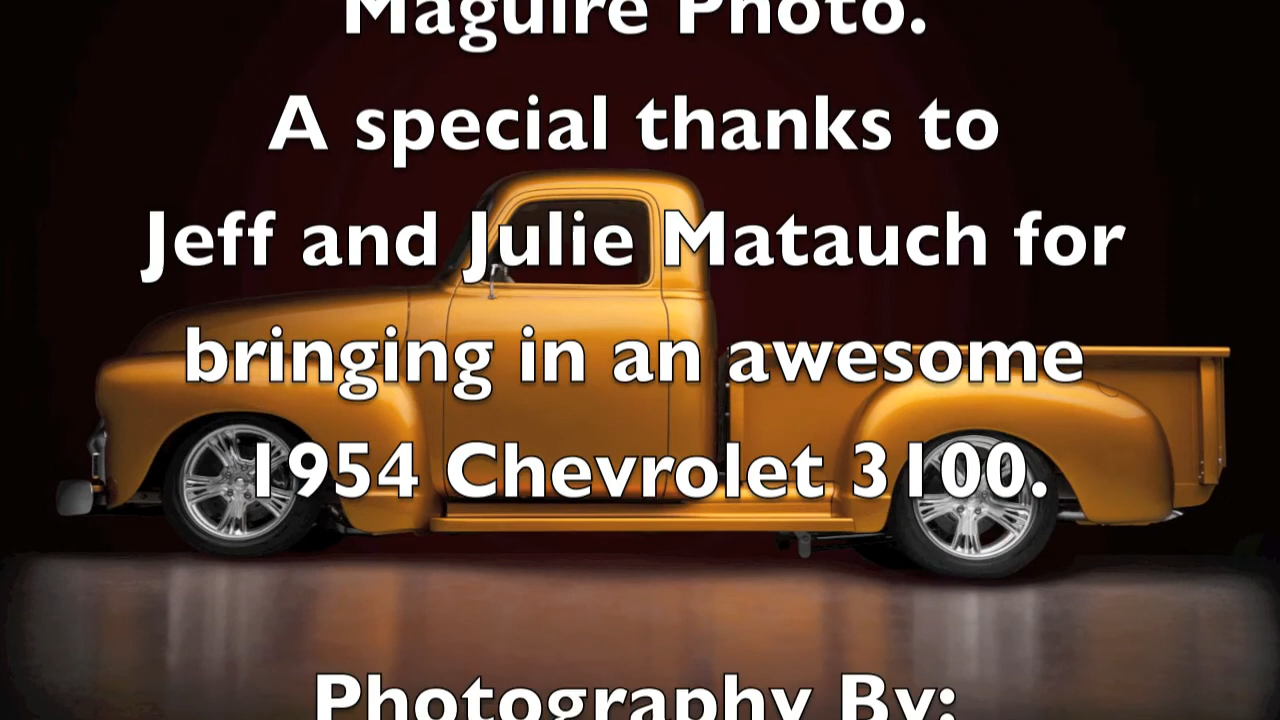 Maguire Photo.
A special thanks to
Jeff and Julie Matauch for
bringing in an awesome
1954 Chevrolet 3100.
Photography By: